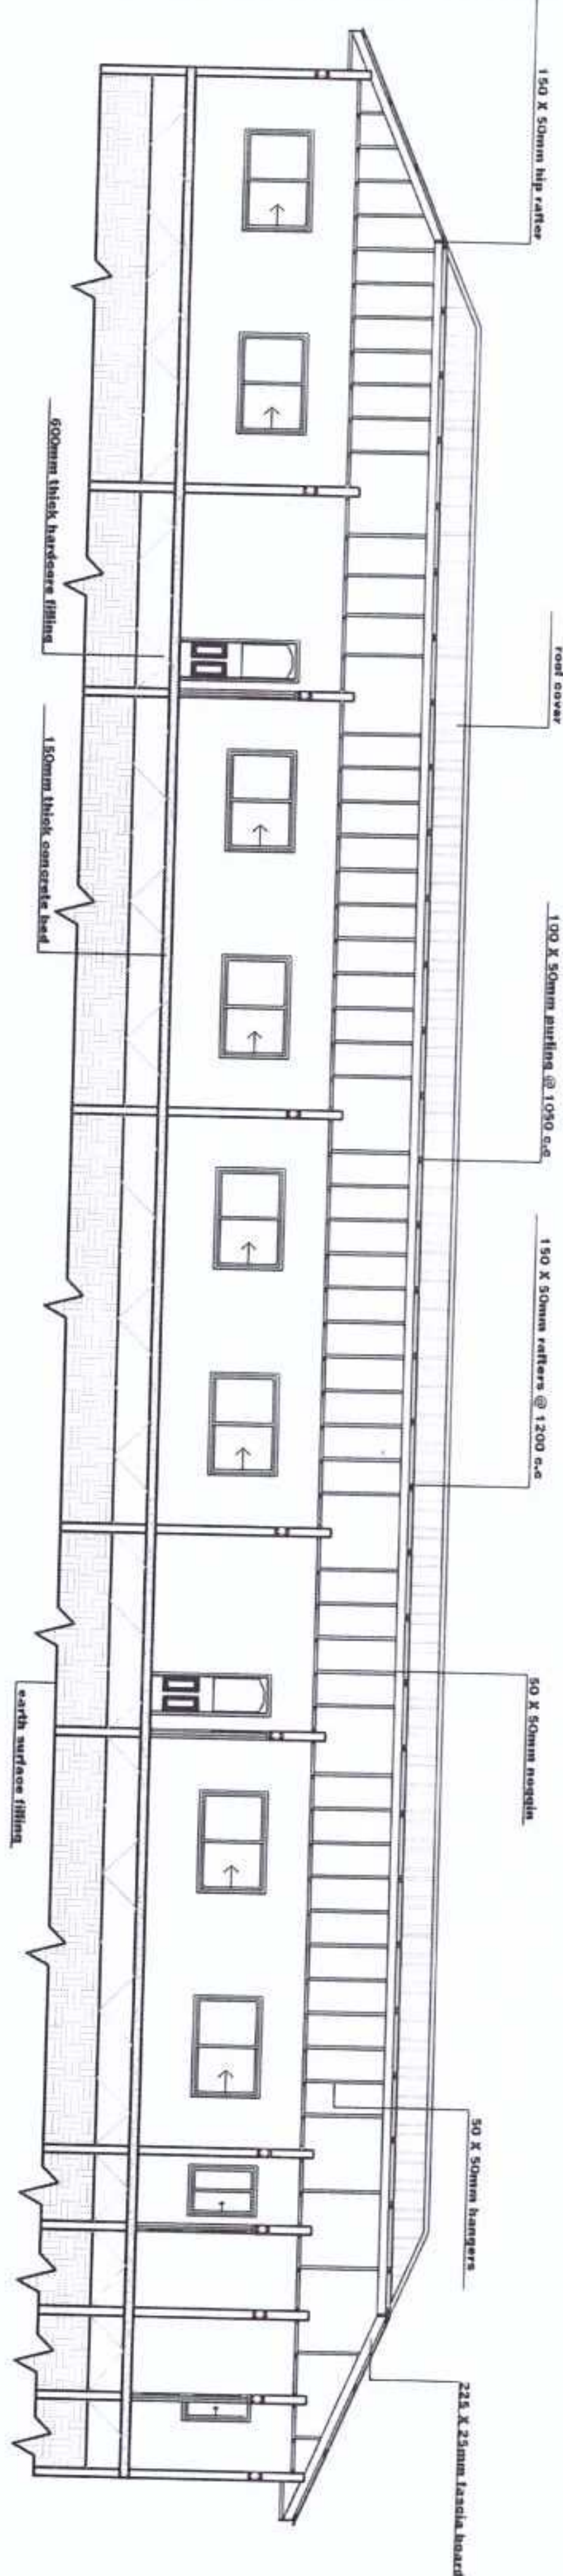 150 X 50mm hip rafter
roof cover
100 X 50mm purling @ 1050 c.c
150 X 50mm rafters @ 1200 c.c
50 X 50mm noggin
50 X 50mm hangers
225 X 25mm fascia board
600mm thick hardcore filling
150mm thick concrete bed
earth surface filling